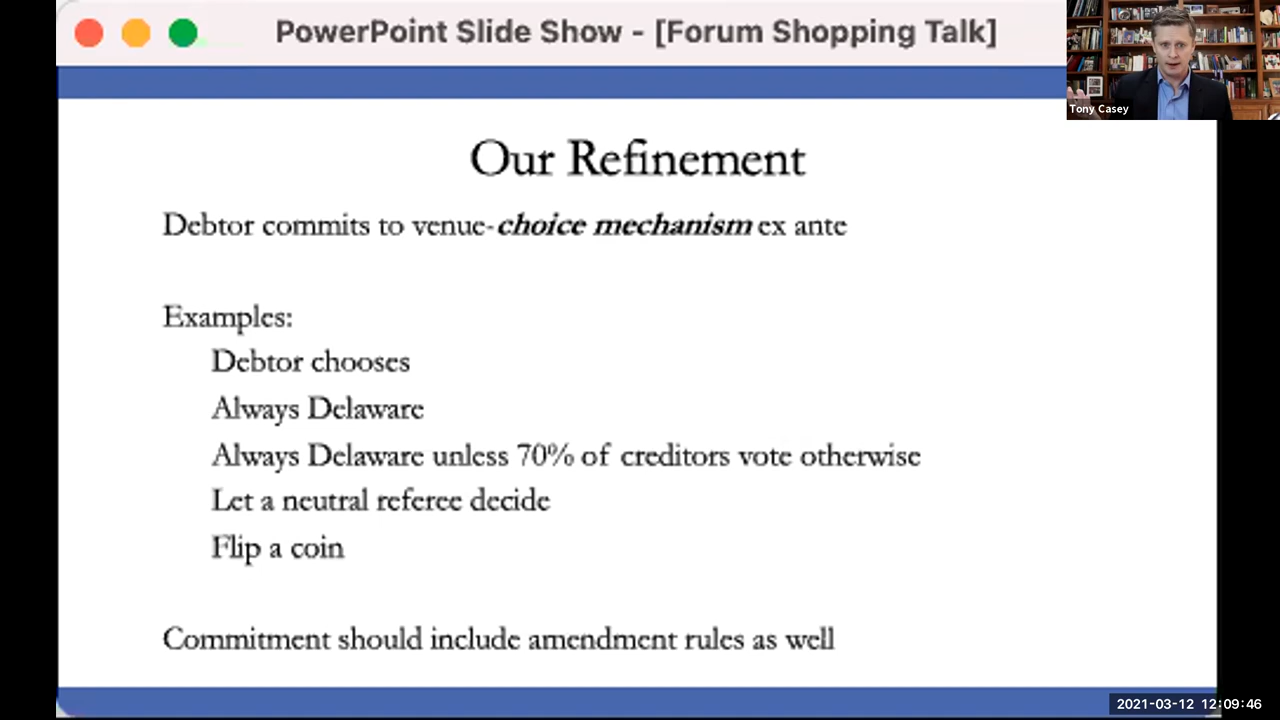 PowerPoint Slide Show - [Forum Shopping Talk]
Tony Casey
Our Refinement
Debtor commits to venue-choice mechanism ex ante
Examples:
Debtor chooses
Always Delaware
Always Delaware unless 70% of creditors vote otherwise
Let a neutral referee decide
Flip a coin
Commitment should include amendment rules as well
2021-03-12 12:09:46